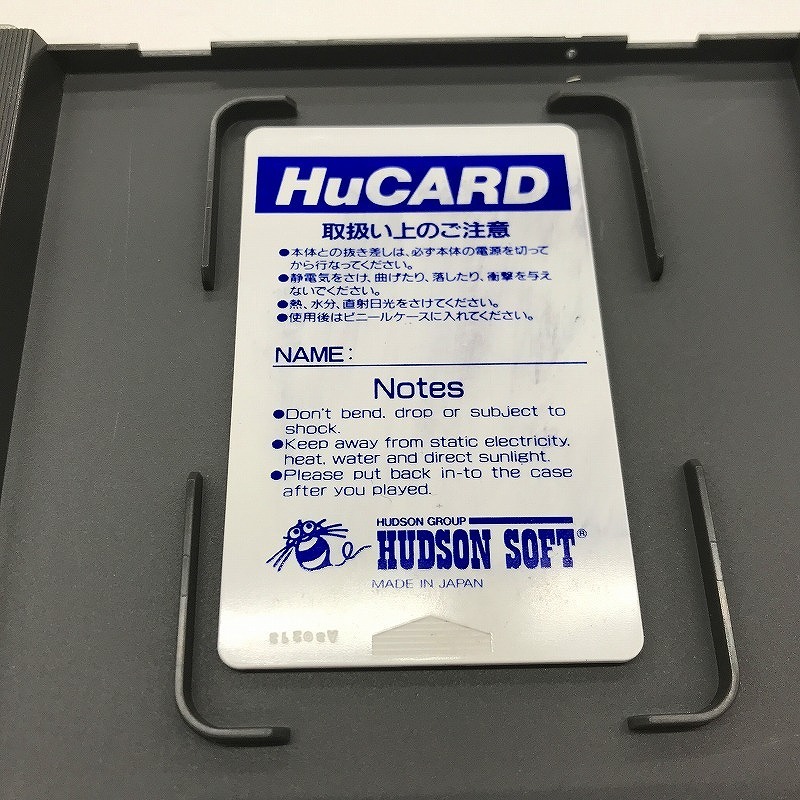 HuCARD
取扱い上のご注意
●本体との抜き差しは、必ず本体の電源を切って
から行なってください。
●静電気をさけ、曲げたり、落したり、衝撃を与え
ないでください。
●熱、水分、直射日光をさけてください。
●使用後はビニールケースに入れてください。
NAME:
Notes
●Don't bend, drop or subject to
shock.
●Keep away from static electricity,
heat, water and direct sunlight.
●Please put back in-to the case
after you played.
HUDSON GROUP
HUDSON SOFT®
MADE IN JAPAN